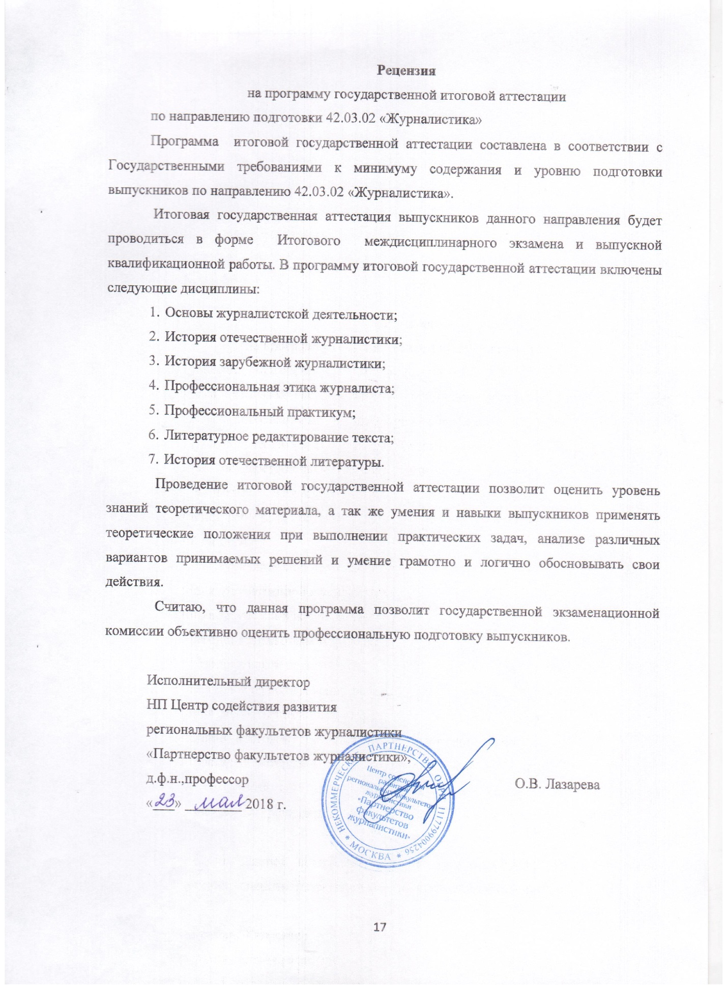 Рецензия
на программу государственной итоговой аттестации
по направлению подготовки 42.03.02 «Журналистика»
Программа итоговой государственной аттестации составлена в соответствии с
Государственными требованиями к минимуму содержания и уровню подготовки
выпускников по направлению 42.03.02 «Журналистика».
Итоговая государственная аттестация выпускников данного направления будет
проводиться в форме Итогового междисциплинарного экзамена и выпускной
квалификационной работы. В программу итоговой государственной аттестации включены
следующие дисциплины:
1. Основы журналистской деятельности;
2. История отечественной журналистики;
3. История зарубежной журналистики;
4. Профессиональная этика журналиста;
5. Профессиональный практикум;
6. Литературное редактирование текста;
7. История отечественной литературы.
Проведение итоговой государственной аттестации позволит оценить уровень
знаний теоретического материала, а так же умения и навыки выпускников применять
теоретические положения при выполнении практических задач, анализе различных
вариантов принимаемых решений и умение грамотно и логично обосновывать свои
действия.
Считаю, что данная программа позволит государственной экзаменационной
комиссии объективно оценить профессиональную подготовку выпускников.
Исполнительный директор
НП Центр содействия развития
региональных факультетов журналистики
«Партнерство факультетов журналистики»,
д.ф.н.,профессор
О.В. Лазарева
«23» мая 2018 г.
НЕКОММЕРЧЕСКОЕ ПАРТНЕРСТВО ОГРН 1117799004256 * МОСКВА *
Центр содействия
развития
региональных факультетов
журналистики
«Партнерство
факультетов
журналистики»
17